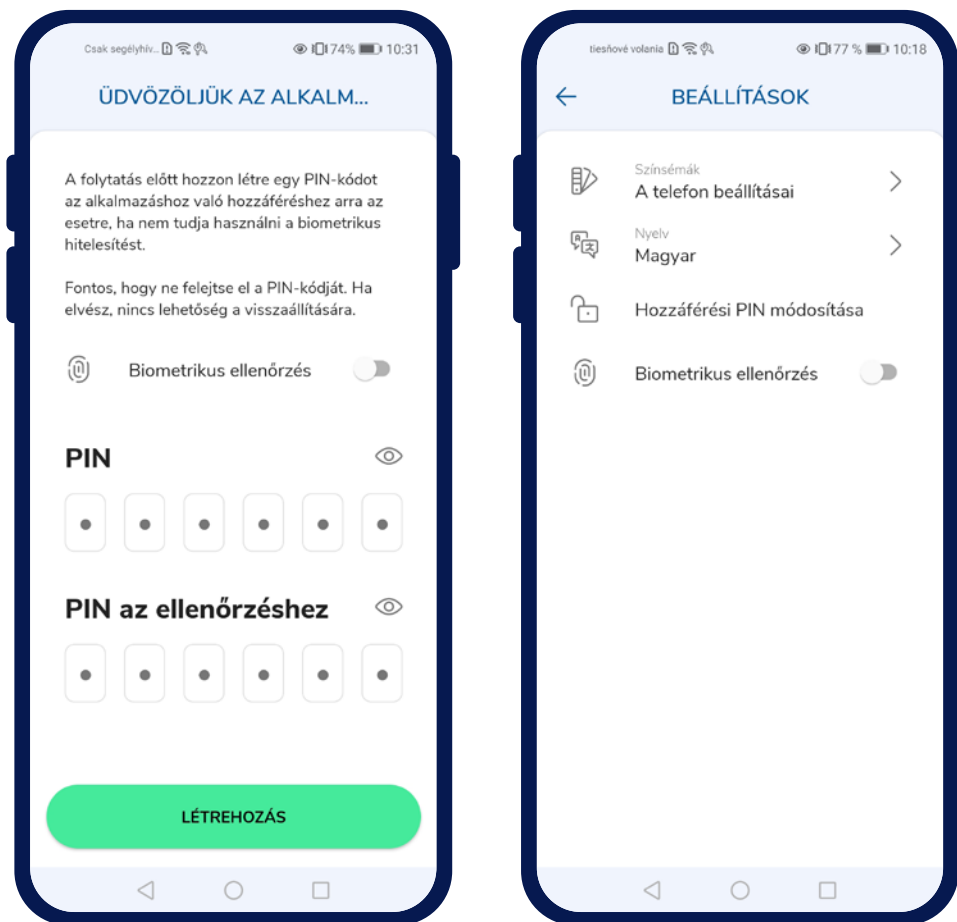 Csak segélyhív... 74% 10:31
ÜDVÖZÖLJÜK AZ ALKALM...
A folytatás előtt hozzon létre egy PIN-kódot
az alkalmazáshoz való hozzáféréshez arra az
esetre, ha nem tudja használni a biometrikus
hitelesítést.
Fontos, hogy ne felejtse el a PIN-kódját. Ha
elvész, nincs lehetőség a visszaállítására.
Biometrikus ellenőrzés
PIN
PIN az ellenőrzéshez
LÉTREHOZÁS
tiesňové volania 77 % 10:18
BEÁLLÍTÁSOK
Színsémák
A telefon beállításai
Nyelv
Magyar
Hozzáférési PIN módosítása
Biometrikus ellenőrzés